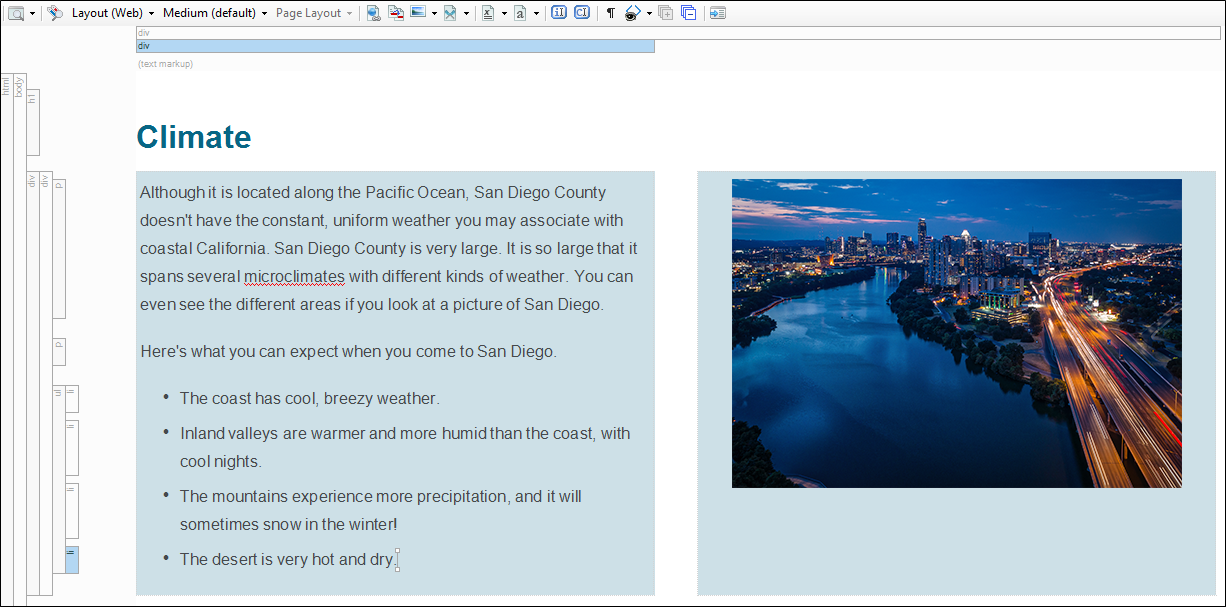 Layout (Web) Medium (default) Page Layout
div
div
(text markup)
html
body
h1
div
div
p
p
ul
li
li
li
li
Climate
Although it is located along the Pacific Ocean, San Diego County
doesn't have the constant, uniform weather you may associate with
coastal California. San Diego County is very large. It is so large that it
spans several microclimates with different kinds of weather. You can
even see the different areas if you look at a picture of San Diego.
Here's what you can expect when you come to San Diego.
• The coast has cool, breezy weather.
• Inland valleys are warmer and more humid than the coast, with
cool nights.
• The mountains experience more precipitation, and it will
sometimes snow in the winter!
• The desert is very hot and dry.